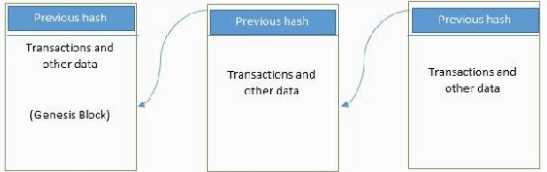 Previous hash
Transactions and
other data
(Genesis Block)
Previous hash
Transactions and
other data
Previous hash
Transactions and
other data